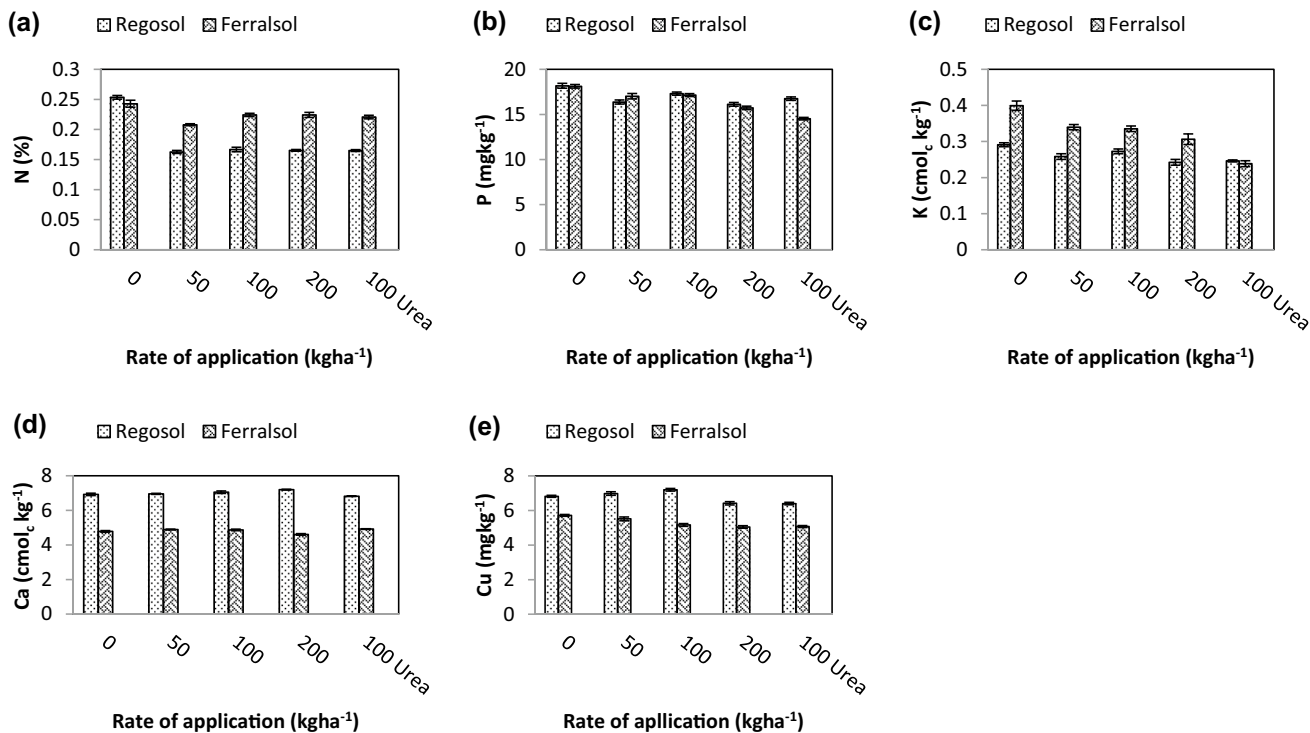 (a)
Regosol Ferralsol
N (%)
0.3
0.25
0.2
0.15
0.1
0.05
0
0 50 100 200 100 Urea
Rate of application (kgha⁻¹)
(b)
Regosol Ferralsol
P (mgkg⁻¹)
20
15
10
5
0
0 50 100 200 100 Urea
Rate of application (kgha⁻¹)
(c)
Regosol Ferralsol
K (cmol꜀ kg⁻¹)
0.5
0.4
0.3
0.2
0.1
0
0 50 100 200 100 Urea
Rate of application (kgha⁻¹)
(d)
Regosol Ferralsol
Ca (cmol꜀ kg⁻¹)
8
6
4
2
0
0 50 100 200 100 Urea
Rate of application (kgha⁻¹)
(e)
Regosol Ferralsol
Cu (mgkg⁻¹)
8
6
4
2
0
0 50 100 200 100 Urea
Rate of apllication (kgha⁻¹)